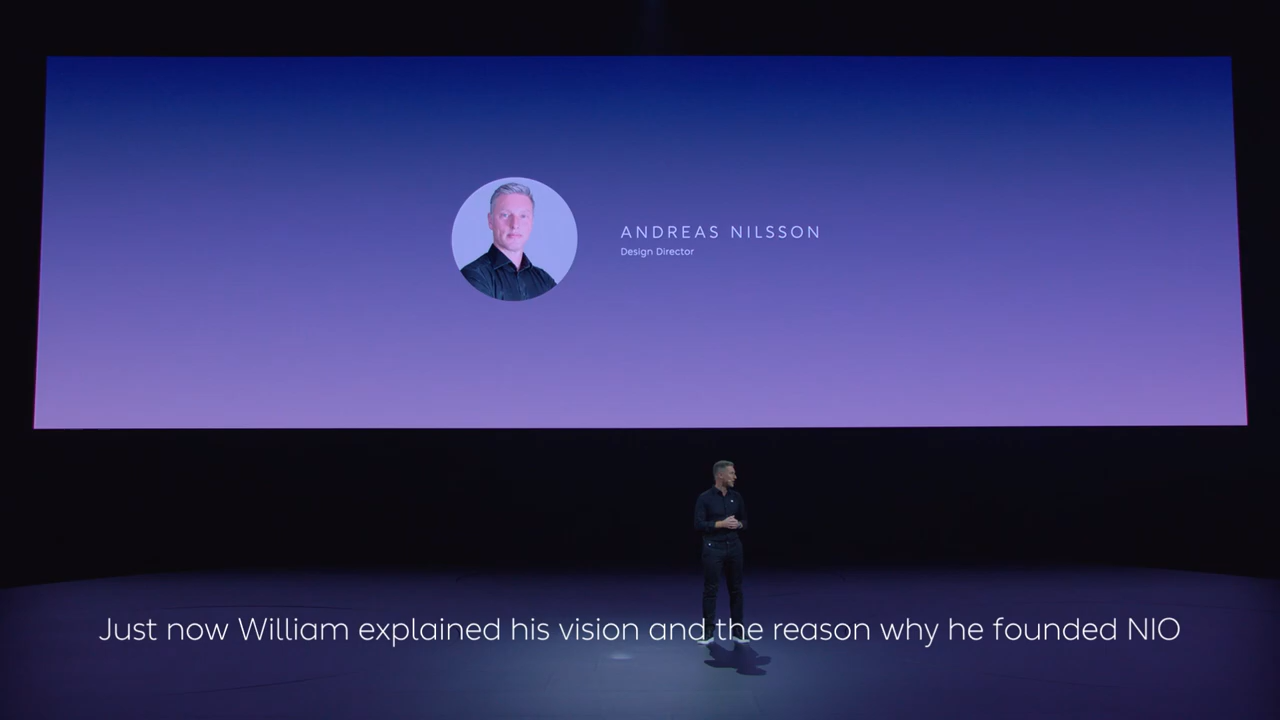 ANDREAS NILSSON
Design Director
Just now William explained his vision and the reason why he founded NIO